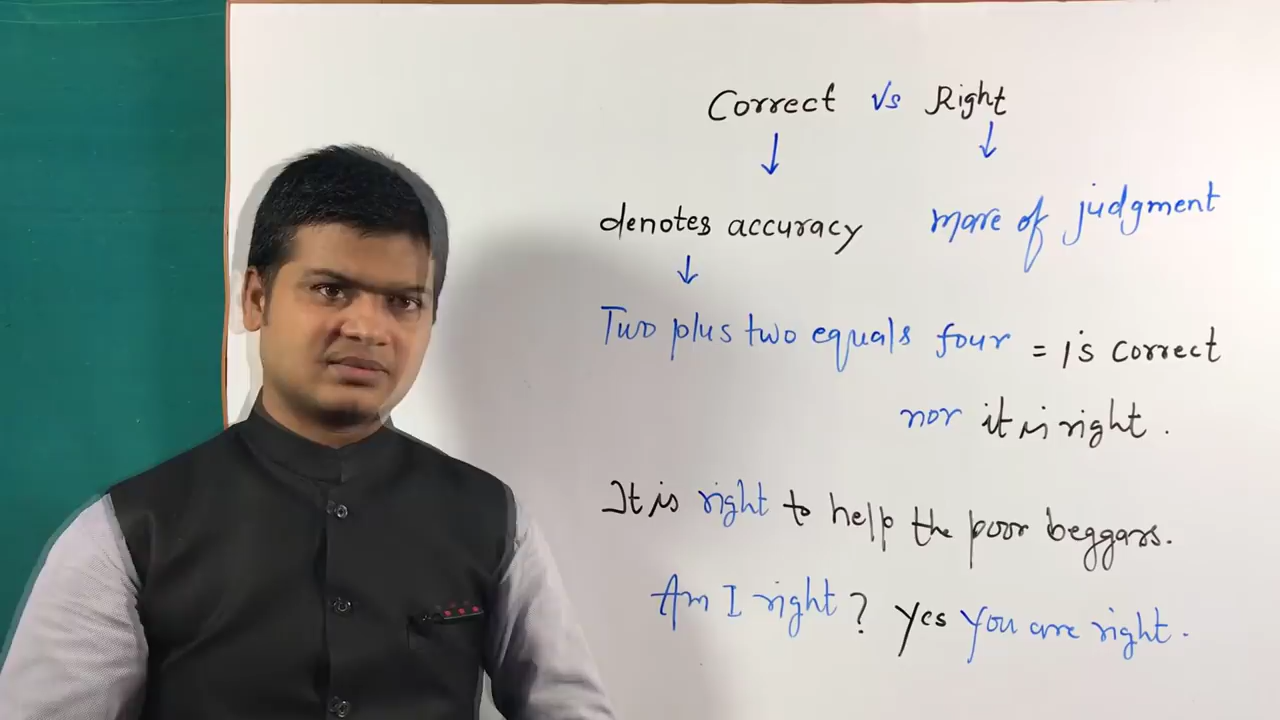 Correct Vs Right
denotes accuracy more of judgment
Two plus two equals four = is correct
nor it is right.
It is right to help the poor beggars.
Am I right? Yes You are right.